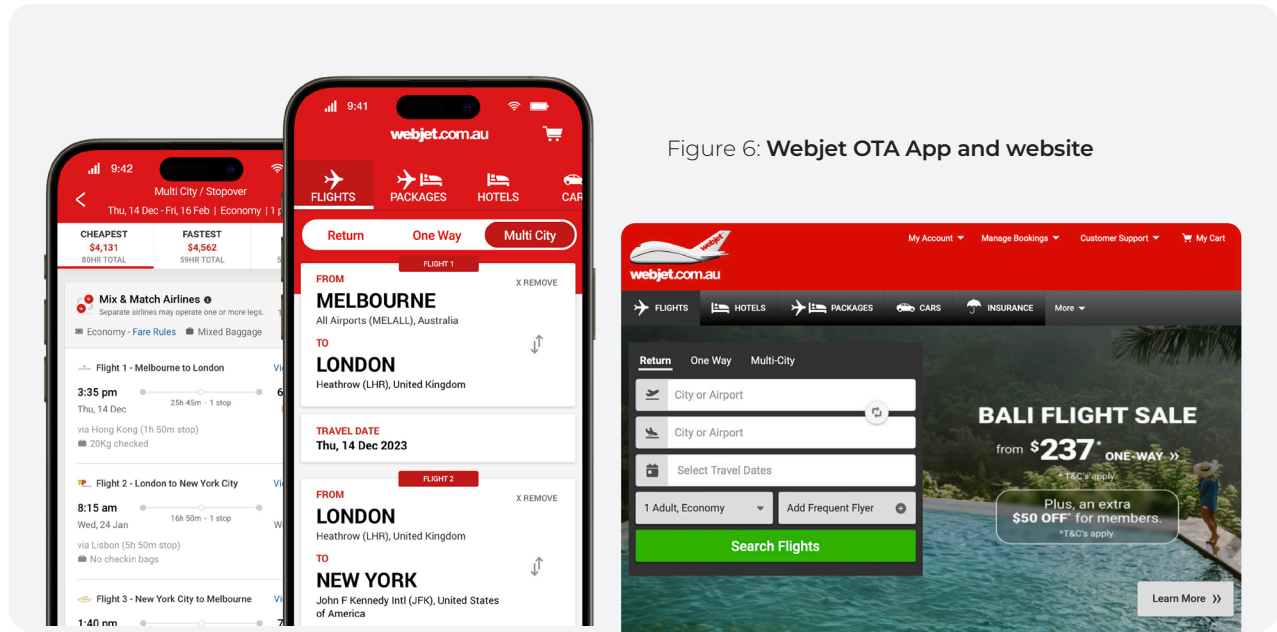 Figure 6: Webjet OTA App and website
9:42
Multi City / Stopover
Thu, 14 Dec - Fri, 16 Feb | Economy | 1
CHEAPEST
$4,131
80HR TOTAL
FASTEST
$4,562
59HR TOTAL
Mix & Match Airlines
Separate airlines may operate one or more legs.
Economy - Fare Rules Mixed Baggage
Flight 1 - Melbourne to London
3:35 pm
Thu, 14 Dec
25h 45m - 1 stop
via Hong Kong (1h 50m stop)
20Kg checked
Flight 2 - London to New York City
8:15 am
Wed, 24 Jan
16h 50m - 1 stop
via Lisbon (5h 50m stop)
No checkin bags
Flight 3 - New York City to Melbourne
1:40 pm
9:41
webjet.com.au
FLIGHTS
PACKAGES
HOTELS
CAR
Return One Way Multi City
FLIGHT 1
FROM
X REMOVE
MELBOURNE
All Airports (MELALL), Australia
TO
LONDON
Heathrow (LHR), United Kingdom
TRAVEL DATE
Thu, 14 Dec 2023
FLIGHT 2
FROM
X REMOVE
LONDON
Heathrow (LHR), United Kingdom
TO
NEW YORK
John F Kennedy Intl (JFK), United States
of America
webjet
webjet.com.au
My Account Manage Bookings Customer Support My Cart
FLIGHTS HOTELS PACKAGES CARS INSURANCE More
Return One Way Multi-City
City or Airport
City or Airport
Select Travel Dates
1 Adult, Economy Add Frequent Flyer
Search Flights
BALI FLIGHT SALE
from $237* ONE-WAY »
*T&C's apply.
Plus, an extra
$50 OFF* for members.
*T&C's apply.
Learn More »